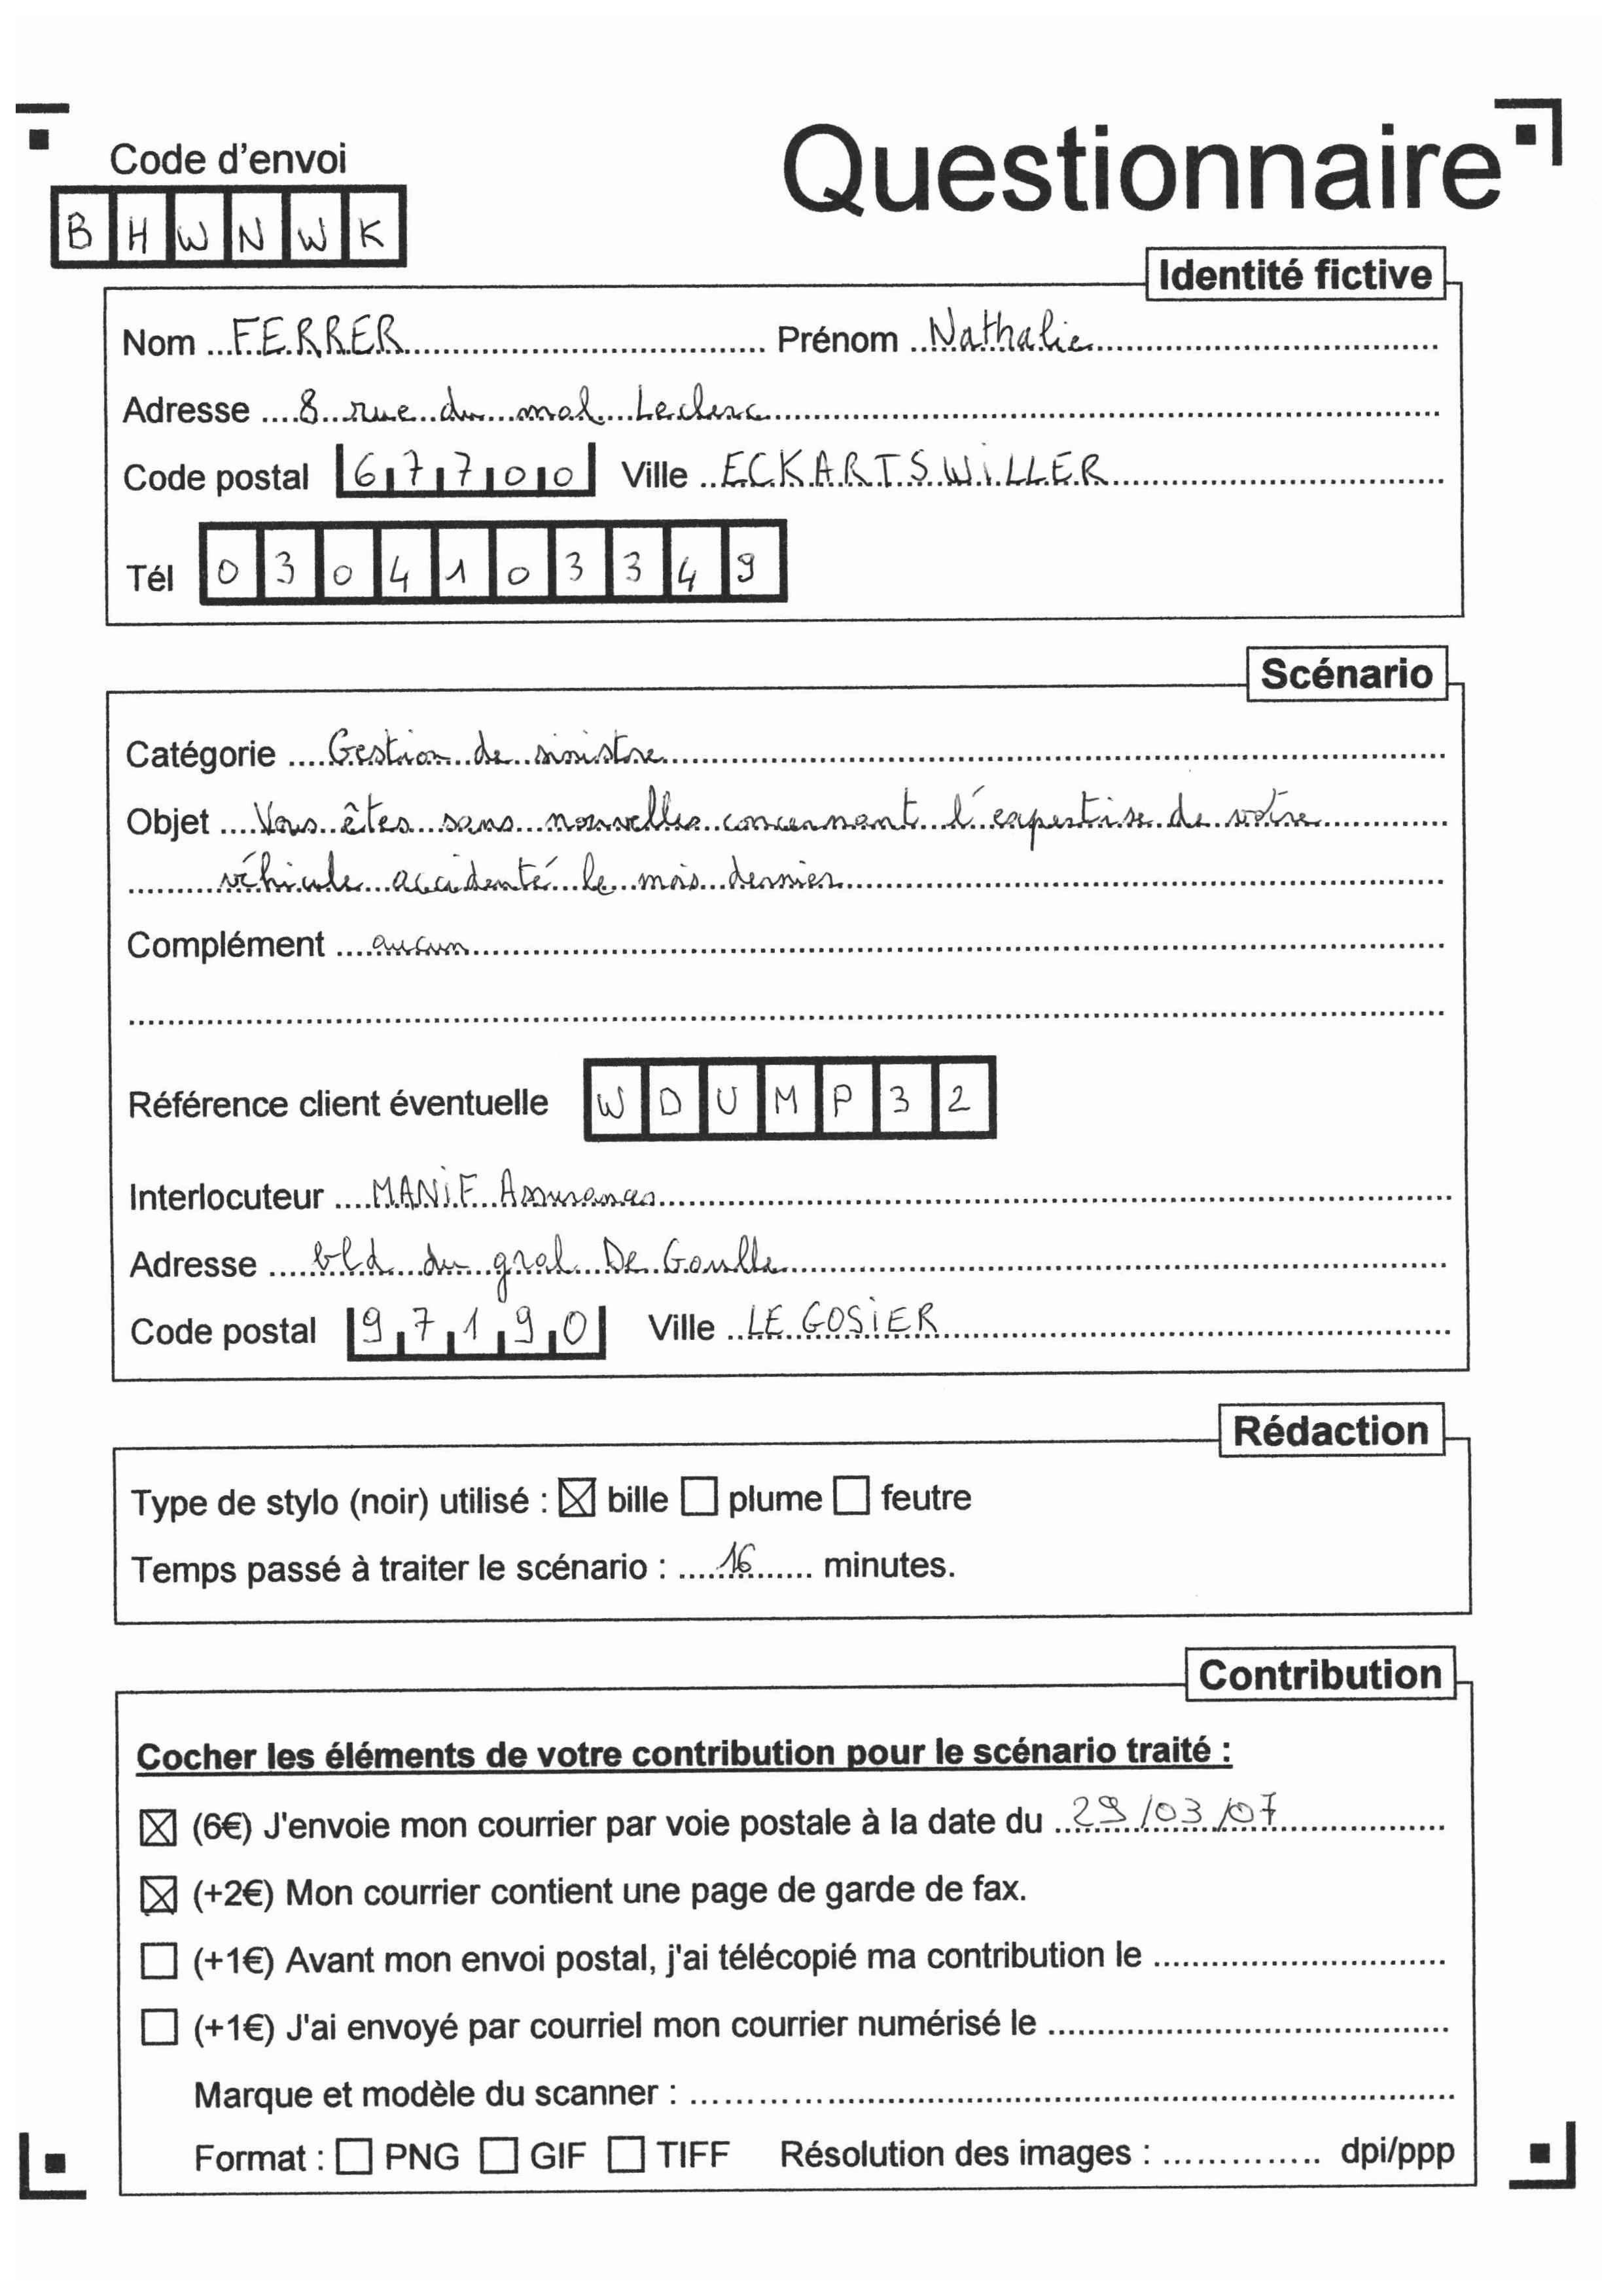 Code d'envoi
Questionnaire
BHWNWK
Identité fictive
Nom FERRER Prénom Nathalie
Adresse 8 rue du mal Leclerc
Code postal 67700 Ville ECKARTSWILLER
Tél 0304103349
Scénario
Catégorie Gestion de sinistre
Objet Vous êtes sans nouvelles concernant l'expertise de votre
véhicule accidenté le mois dernier
Complément aucun
Référence client éventuelle WDUMP32
Interlocuteur MANIF Assurances
Adresse bld du gral De Gaulle
Code postal 97190 Ville LE GOSIER
Rédaction
Type de stylo (noir) utilisé : ☒ bille ☐ plume ☐ feutre
Temps passé à traiter le scénario : 16 minutes.
Contribution
Cocher les éléments de votre contribution pour le scénario traité :
☒ (6€) J'envoie mon courrier par voie postale à la date du 29/03/07
☒ (+2€) Mon courrier contient une page de garde de fax.
☐ (+1€) Avant mon envoi postal, j'ai télécopié ma contribution le
☐ (+1€) J'ai envoyé par courriel mon courrier numérisé le
Marque et modèle du scanner :
Format : ☐ PNG ☐ GIF ☐ TIFF Résolution des images : dpi/ppp